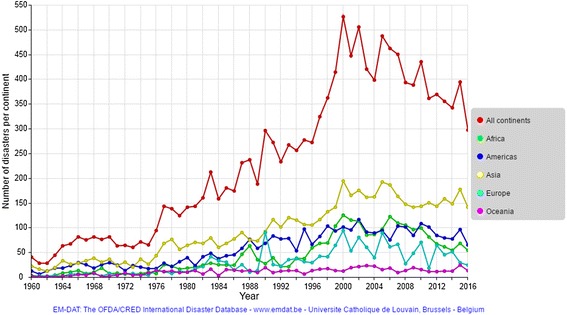 550
500
450
400
350
300
250
200
150
100
50
0
Number of disasters per continent
1960 1964 1968 1972 1976 1980 1984 1988 1992 1996 2000 2004 2008 2012 2016
Year
All continents
Africa
Americas
Asia
Europe
Oceania
EM-DAT: The OFDA/CRED International Disaster Database - www.emdat.be - Universite Catholique de Louvain, Brussels - Belgium